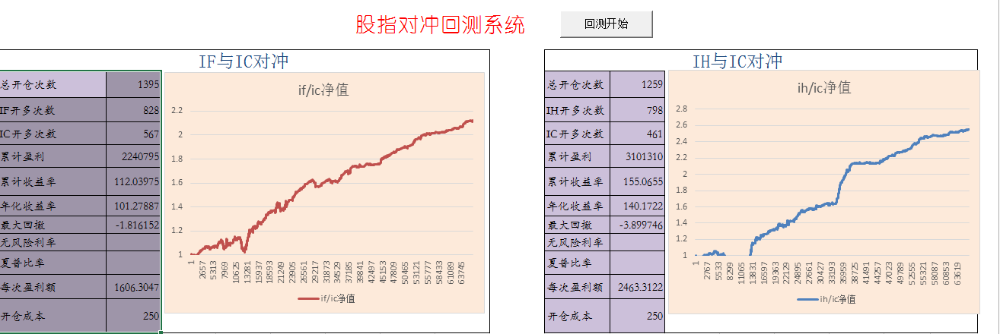 股指对冲回测系统
回测开始
IF与IC对冲
总开仓次数 1395
IF开多次数 828
IC开多次数 567
累计盈利 2240795
累计收益率 112.03975
年化收益率 101.27887
最大回撤 -1.816152
无风险利率
夏普比率
每次盈利额 1606.3047
开仓成本 250
if/ic净值
2.2
2
1.8
1.6
1.4
1.2
1
1 2657 5313 7969 10625 13281 15937 18593 21249 23905 26561 29217 31873 34529 37185 39841 42497 45153 47809 50465 53121 55777 58433 61089 63745
if/ic净值
IH与IC对冲
总开仓次数 1259
IH开多次数 798
IC开多次数 461
累计盈利 3101310
累计收益率 155.0655
年化收益率 140.1722
最大回撤 -3.899746
无风险利率
夏普比率
每次盈利额 2463.3122
开仓成本 250
ih/ic净值
2.8
2.6
2.4
2.2
2
1.8
1.6
1.4
1.2
1
1 2767 5533 8299 11065 13831 16597 19363 22129 24895 27661 30427 33193 35959 38725 41491 44257 47023 49789 52555 55321 58087 60853 63619
ih/ic净值